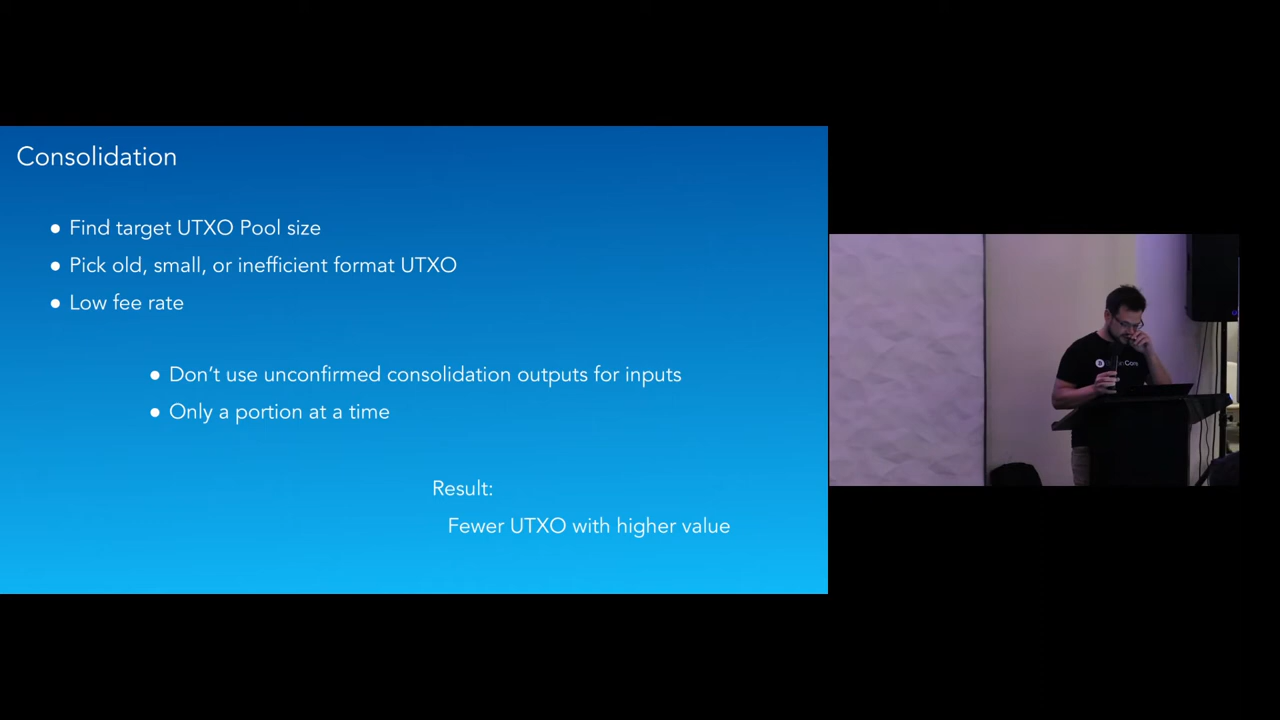 Consolidation
● Find target UTXO Pool size
● Pick old, small, or inefficient format UTXO
● Low fee rate
● Don't use unconfirmed consolidation outputs for inputs
● Only a portion at a time
Result:
Fewer UTXO with higher value